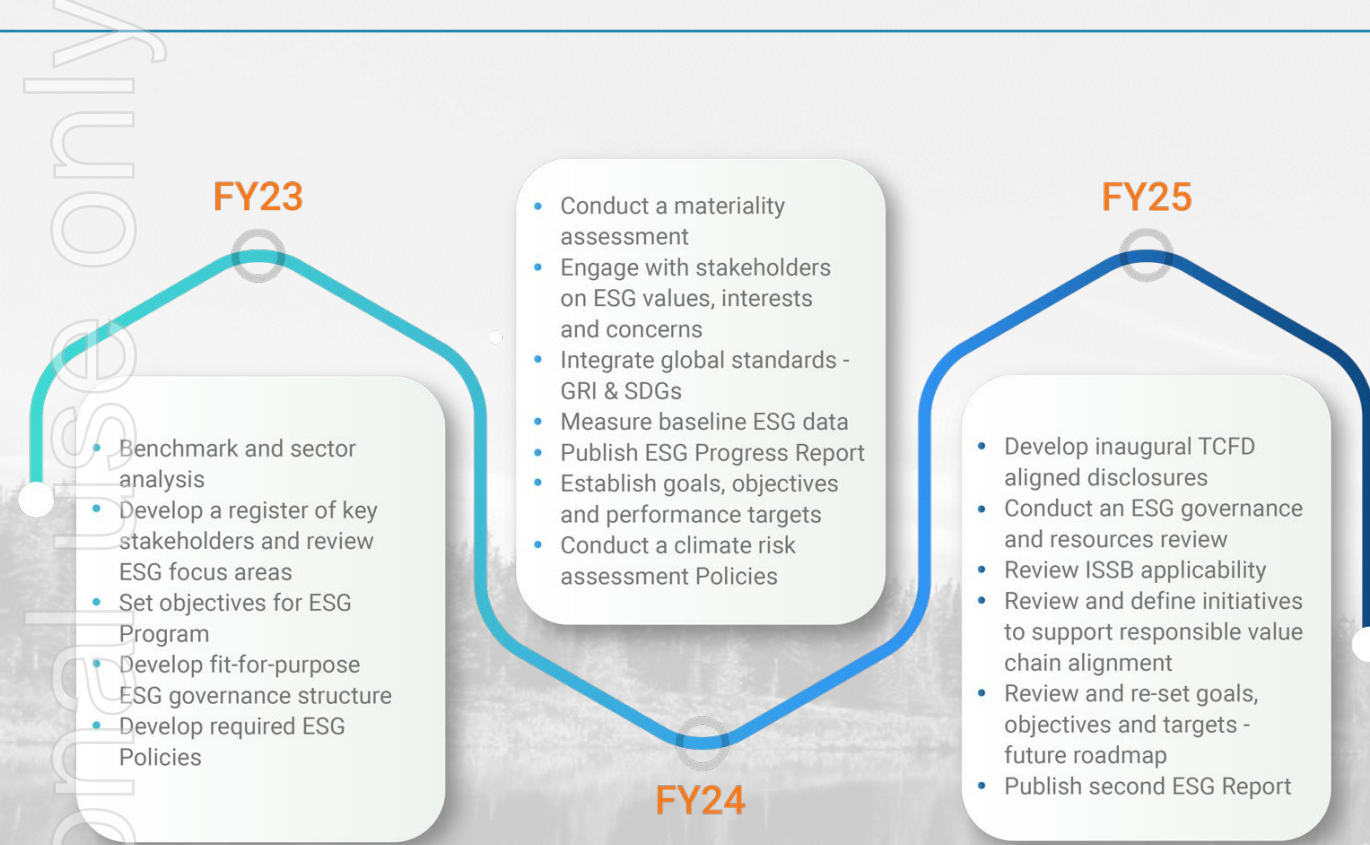 FY23
Benchmark and sector
analysis
Develop a register of key
stakeholders and review
ESG focus areas
Set objectives for ESG
Program
Develop fit-for-purpose
ESG governance structure
Develop required ESG
Policies
Conduct a materiality
assessment
Engage with stakeholders
on ESG values, interests
and concerns
Integrate global standards -
GRI & SDGs
Measure baseline ESG data
Publish ESG Progress Report
Establish goals, objectives
and performance targets
Conduct a climate risk
assessment Policies
FY24
FY25
Develop inaugural TCFD
aligned disclosures
Conduct an ESG governance
and resources review
Review ISSB applicability
Review and define initiatives
to support responsible value
chain alignment
Review and re-set goals,
objectives and targets -
future roadmap
Publish second ESG Report
onal use only